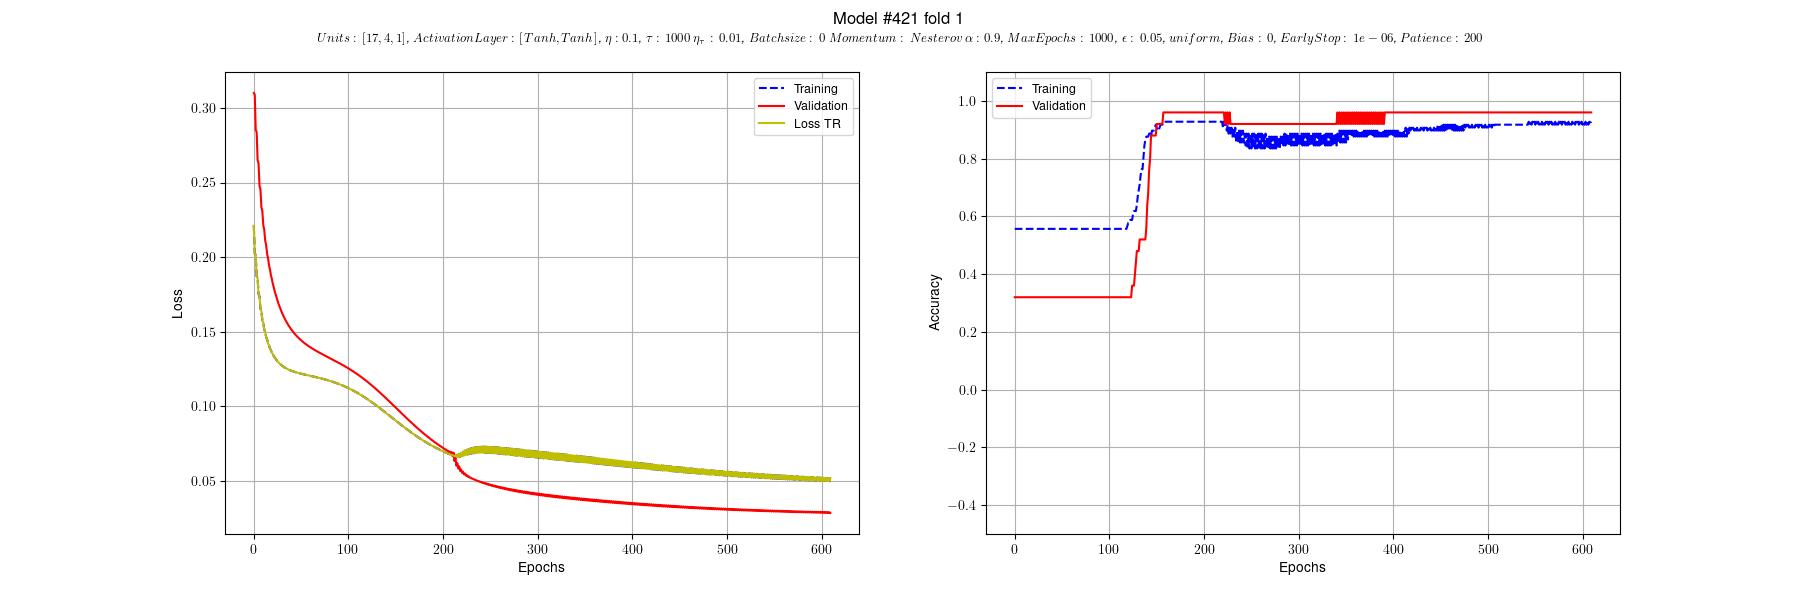 Model #421 fold 1
Units : [17, 4, 1], ActivationLayer : [Tanh, Tanh], η : 0.1, τ : 1000 ητ : 0.01, Batchsize : 0 Momentum : Nesterov α : 0.9, MaxEpochs : 1000, ϵ : 0.05, uniform, Bias : 0, EarlyStop : 1e − 06, Patience : 200
Training
Validation
Loss TR
0.30
0.25
0.20
0.15
0.10
0.05
Loss
0 100 200 300 400 500 600
Epochs
Training
Validation
1.0
0.8
0.6
0.4
0.2
0.0
−0.2
−0.4
Accuracy
0 100 200 300 400 500 600
Epochs